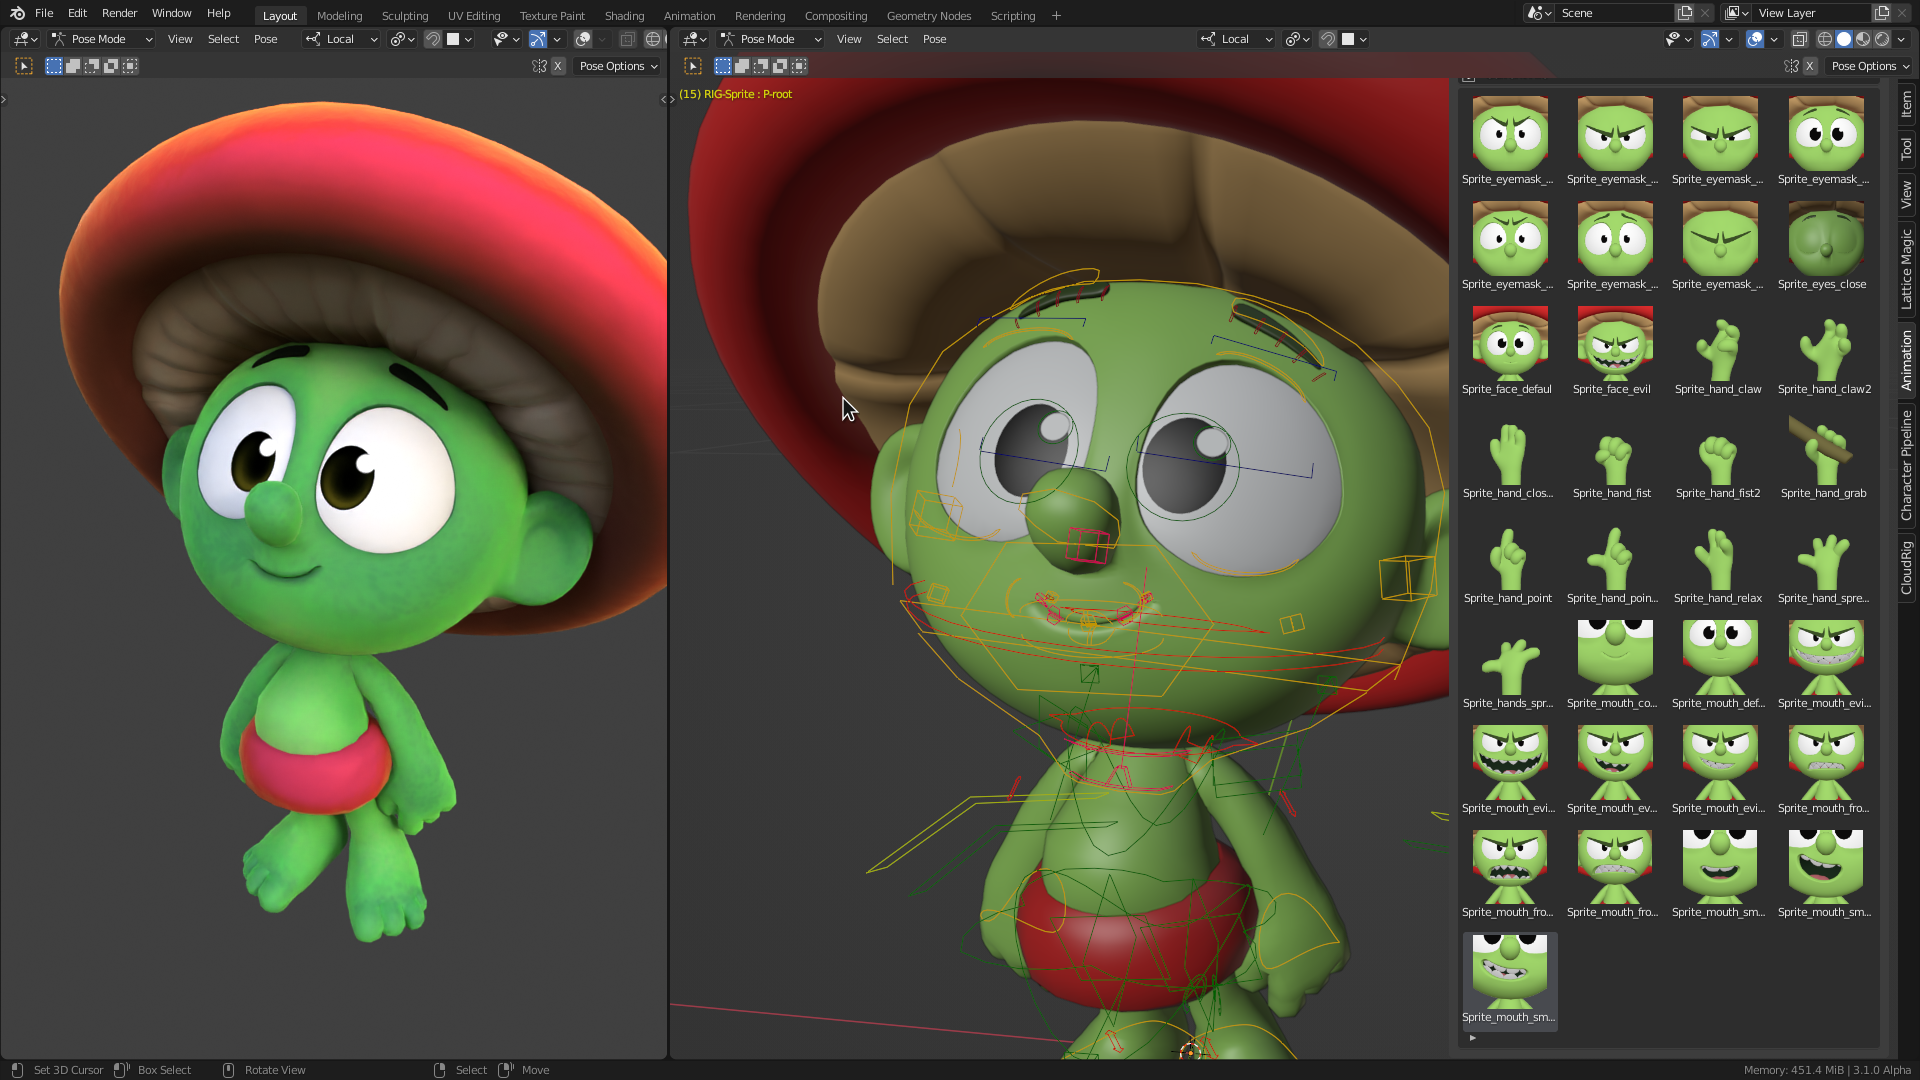 File Edit Render Window Help Layout Modeling Sculpting UV Editing Texture Paint Shading Animation Rendering Compositing Geometry Nodes Scripting + Scene View Layer
Pose Mode View Select Pose Local Pose Mode View Select Pose Local
X Pose Options X Pose Options
(15) RIG-Sprite : P-root
Sprite_eyemask_... Sprite_eyemask_... Sprite_eyemask_... Sprite_eyemask_...
Sprite_eyemask_... Sprite_eyemask_... Sprite_eyemask_... Sprite_eyes_close
Sprite_face_defaul Sprite_face_evil Sprite_hand_claw Sprite_hand_claw2
Sprite_hand_clos... Sprite_hand_fist Sprite_hand_fist2 Sprite_hand_grab
Sprite_hand_point Sprite_hand_poin... Sprite_hand_relax Sprite_hand_spre...
Sprite_hands_spr... Sprite_mouth_co... Sprite_mouth_def... Sprite_mouth_evi...
Sprite_mouth_evi... Sprite_mouth_ev... Sprite_mouth_evi... Sprite_mouth_fro...
Sprite_mouth_fro... Sprite_mouth_fro... Sprite_mouth_sm... Sprite_mouth_sm...
Sprite_mouth_sm...
Item
Tool
View
Lattice Magic
Animation
Character Pipeline
CloudRig
Set 3D Cursor Box Select Rotate View Select Move Memory: 451.4 MiB | 3.1.0 Alpha